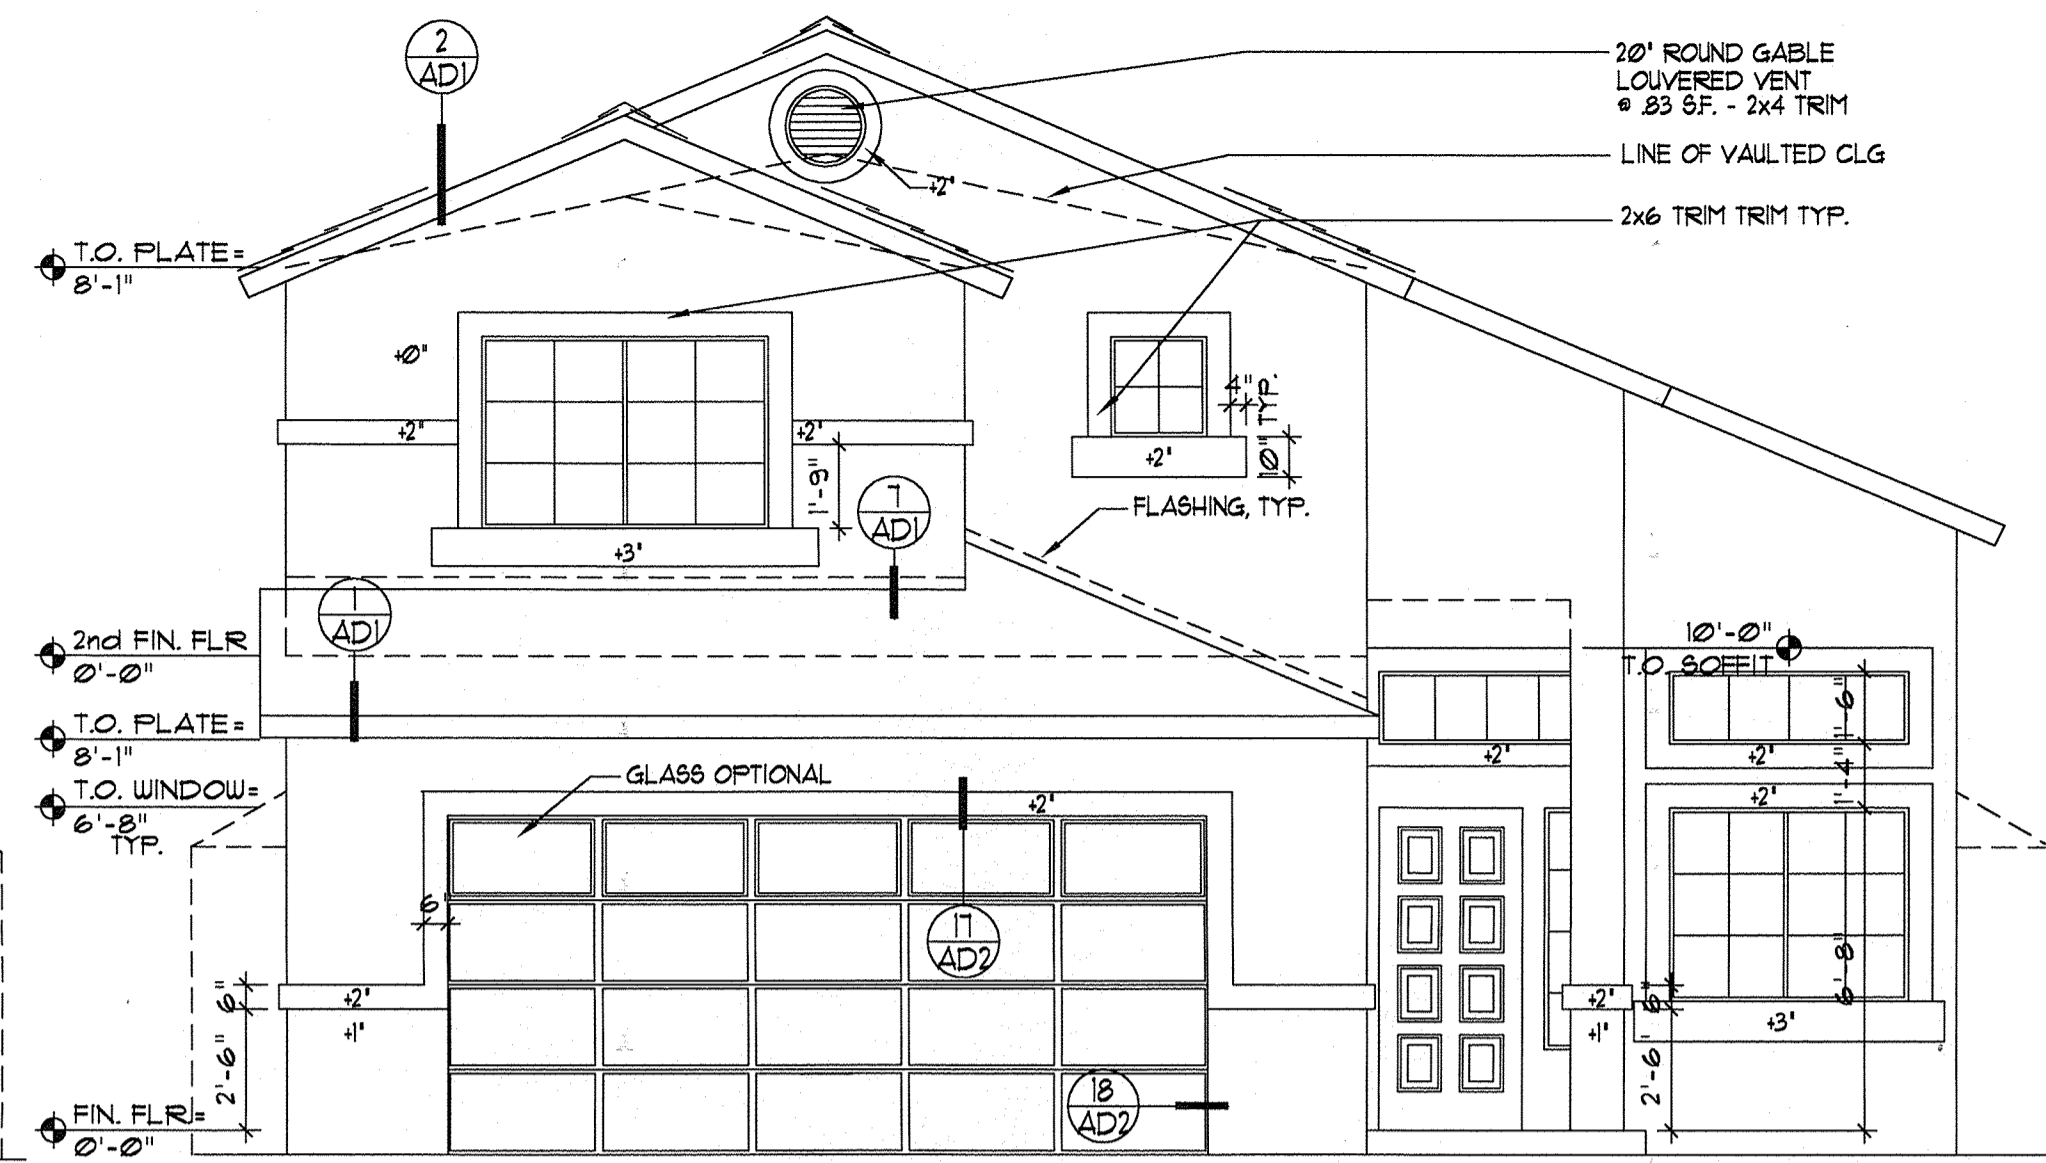 2
AD1
20" ROUND GABLE
LOUVERED VENT
@ .83 S.F. - 2x4 TRIM
LINE OF VAULTED CLG
+2"
2x6 TRIM TRIM TYP.
T.O. PLATE=
8'-1"
+0"
+2"
+2"
4"
10" TYP.
+2"
1'-9"
7
AD1
FLASHING, TYP.
+3"
1
AD1
2nd FIN. FLR
0'-0"
10'-0"
T.O. SOFFIT
1'-6"
T.O. PLATE=
8'-1"
+2"
+2"
1'-4"
T.O. WINDOW=
6'-8"
TYP.
GLASS OPTIONAL
+2"
+2"
6"
17
AD2
6'-8"
6"
+2"
+2"
6"
+1"
+1"
+3"
2'-6"
2'-6"
18
AD2
FIN. FLR=
0'-0"